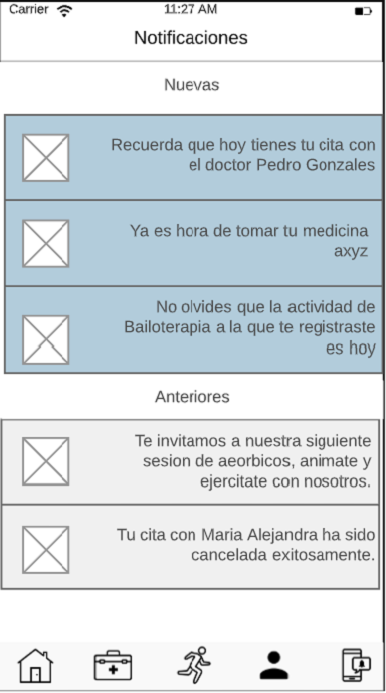 Carrier 11:27 AM
Notificaciones
Nuevas
Recuerda que hoy tienes tu cita con
el doctor Pedro Gonzales
Ya es hora de tomar tu medicina
axyz
No olvides que la actividad de
Bailoterapia a la que te registraste
es hoy
Anteriores
Te invitamos a nuestra siguiente
sesion de aeorbicos, animate y
ejercitate con nosotros.
Tu cita con Maria Alejandra ha sido
cancelada exitosamente.